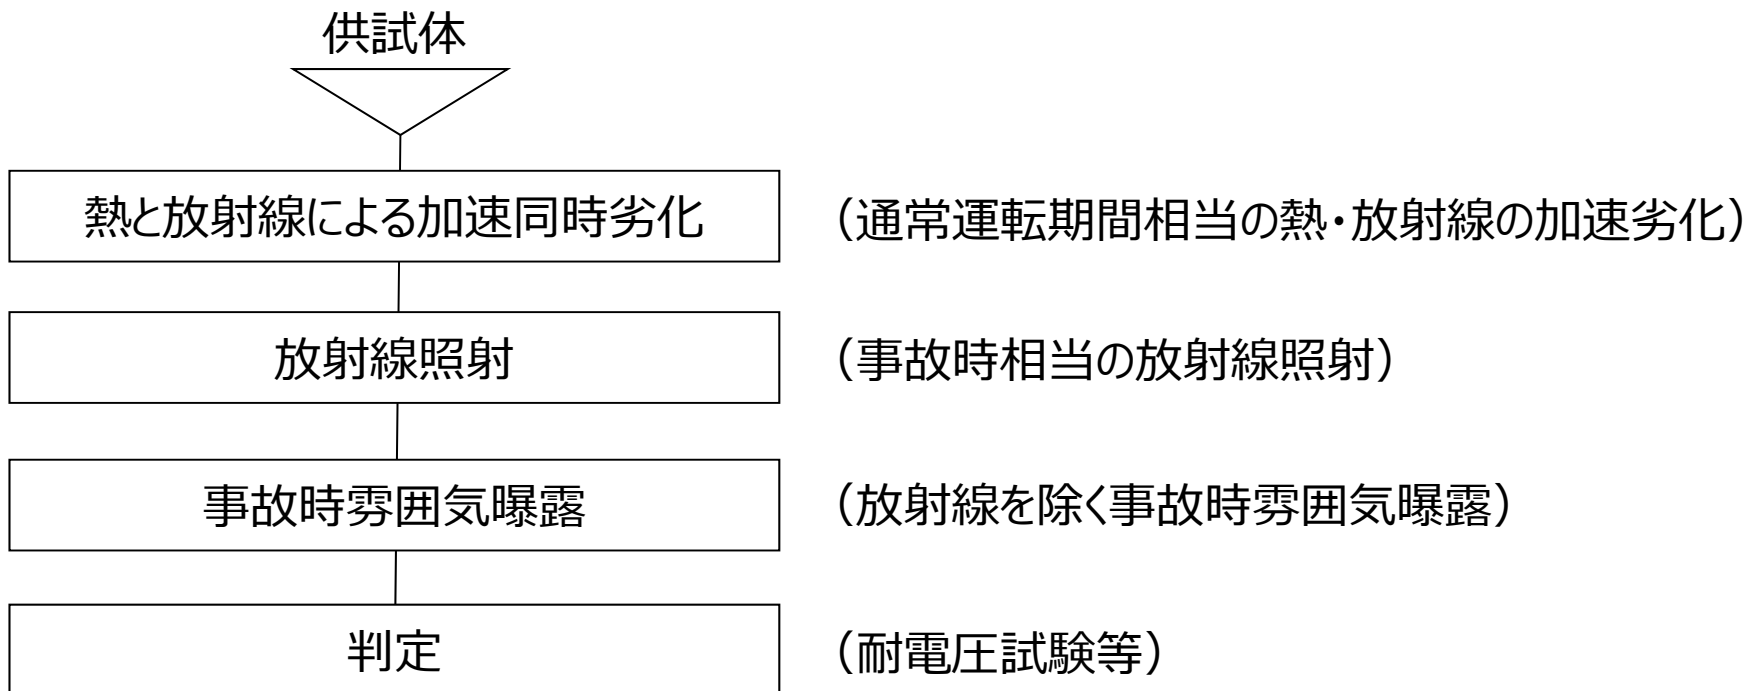 供試体
熱と放射線による加速同時劣化
（通常運転期間相当の熱・放射線の加速劣化）
放射線照射
（事故時相当の放射線照射）
事故時雰囲気曝露
（放射線を除く事故時雰囲気曝露）
判定
（耐電圧試験等）